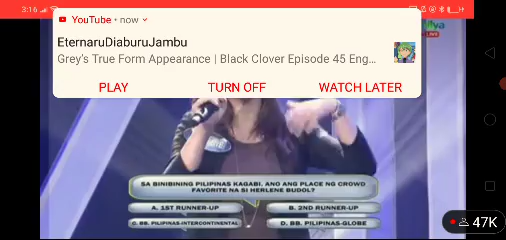 3:16
YouTube • now
EternaruDiaburuJambu
Grey's True Form Appearance | Black Clover Episode 45 Eng...
PLAY TURN OFF WATCH LATER
LIVE
SA BINIBINING PILIPINAS KAGABI, ANO ANG PLACE NG CROWD
FAVORITE NA SI HERLENE BUDOL?
A. 1ST RUNNER-UP B. 2ND RUNNER-UP
C. BB. PILIPINAS-INTERCONTINENTAL D. BB. PILIPINAS-GLOBE
47K